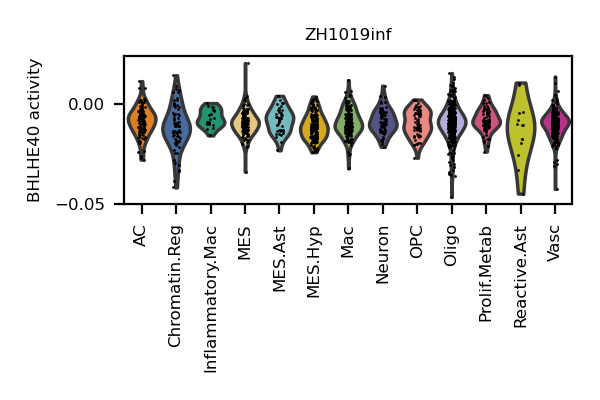 ZH1019inf
BHLHE40 activity
0.00
−0.05
AC
Chromatin.Reg
Inflammatory.Mac
MES
MES.Ast
MES.Hyp
Mac
Neuron
OPC
Oligo
Prolif.Metab
Reactive.Ast
Vasc